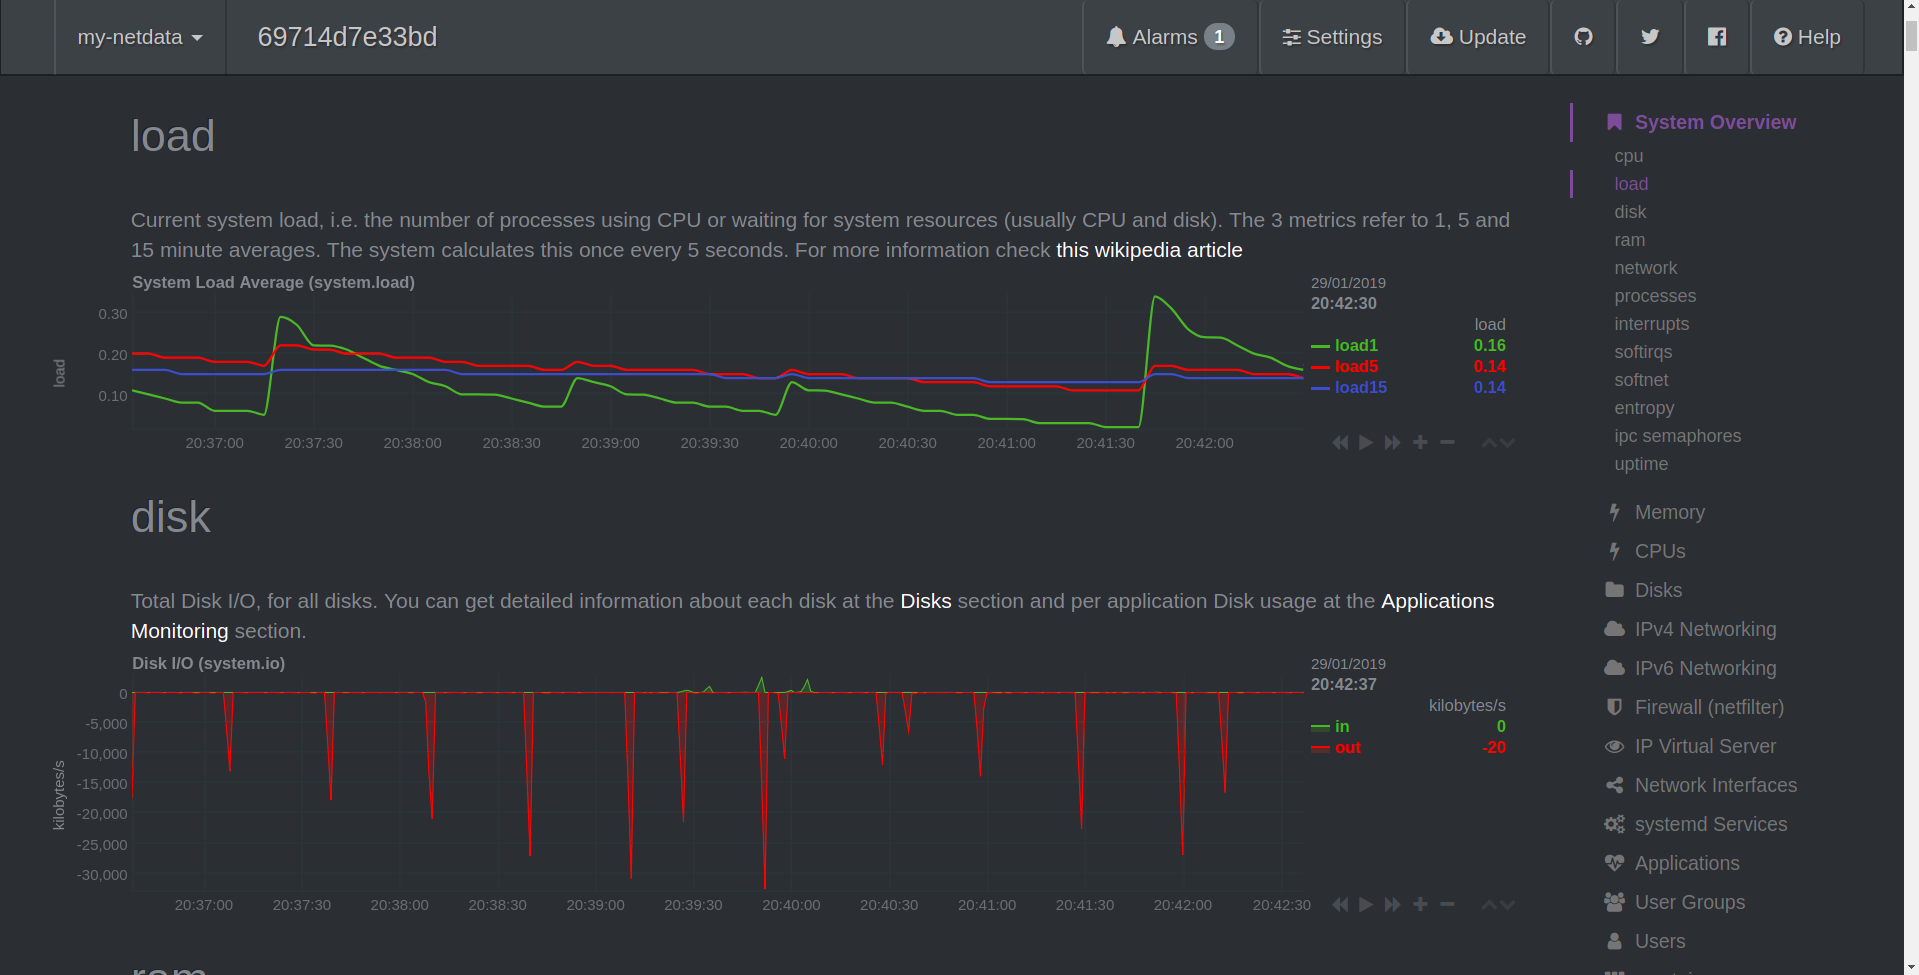 my-netdata
69714d7e33bd
Alarms 1
Settings
Update
Help
load
Current system load, i.e. the number of processes using CPU or waiting for system resources (usually CPU and disk). The 3 metrics refer to 1, 5 and
15 minute averages. The system calculates this once every 5 seconds. For more information check this wikipedia article
System Load Average (system.load)
29/01/2019
20:42:30
load
load1 0.16
load5 0.14
load15 0.14
load
0.30
0.20
0.10
20:37:00 20:37:30 20:38:00 20:38:30 20:39:00 20:39:30 20:40:00 20:40:30 20:41:00 20:41:30 20:42:00
disk
Total Disk I/O, for all disks. You can get detailed information about each disk at the Disks section and per application Disk usage at the Applications
Monitoring section.
Disk I/O (system.io)
29/01/2019
20:42:37
kilobytes/s
in 0
out -20
kilobytes/s
0
-5,000
-10,000
-15,000
-20,000
-25,000
-30,000
20:37:00 20:37:30 20:38:00 20:38:30 20:39:00 20:39:30 20:40:00 20:40:30 20:41:00 20:41:30 20:42:00 20:42:30
ram
System Overview
cpu
load
disk
ram
network
processes
interrupts
softirqs
softnet
entropy
ipc semaphores
uptime
Memory
CPUs
Disks
IPv4 Networking
IPv6 Networking
Firewall (netfilter)
IP Virtual Server
Network Interfaces
systemd Services
Applications
User Groups
Users